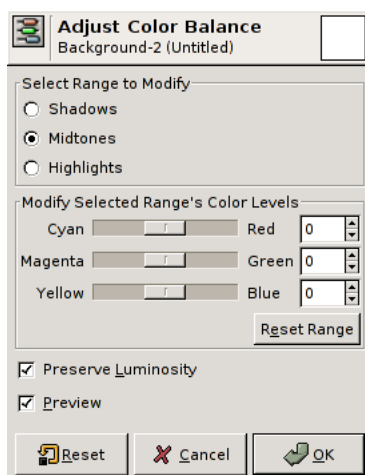 Adjust Color Balance
Background-2 (Untitled)
Select Range to Modify
Shadows
Midtones
Highlights
Modify Selected Range's Color Levels
Cyan Red 0
Magenta Green 0
Yellow Blue 0
Reset Range
Preserve Luminosity
Preview
Reset Cancel OK